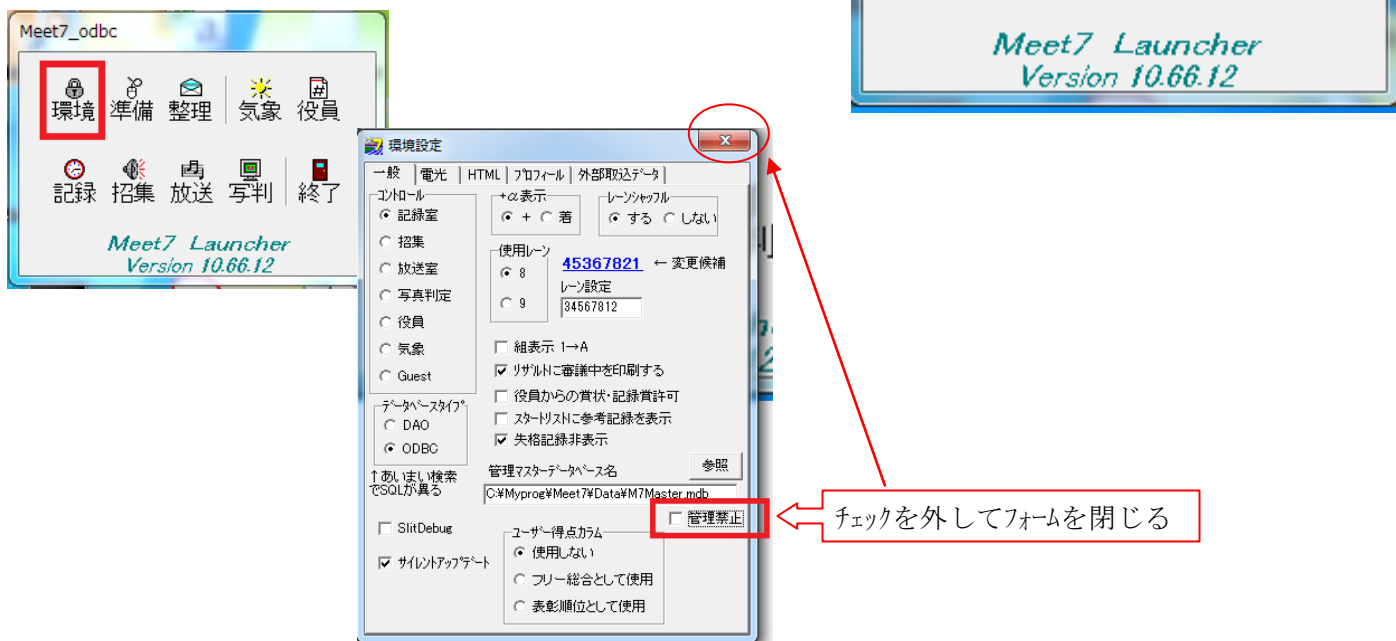 Meet7 Launcher
Version 10.66.12
Meet7_odbc
環境 準備 整理 気象 役員
記録 招集 放送 写判 終了
Meet7 Launcher
Version 10.66.12
環境設定
一般 電光 HTML プロフィール 外部取込データ
コントロール
記録室
招集
放送室
写真判定
役員
気象
Guest
+α表示
+ 着
レーンシャッフル
する しない
使用レーン
8
9
45367821 ← 変更候補
レーン設定
34567812
組表示 1→A
リザルトに審議中を印刷する
役員からの賞状・記録賞許可
スタートリストに参考記録を表示
失格記録非表示
データベースタイプ
DAO
ODBC
↑あいまい検索
でSQLが異る
管理マスターデータベース名
参照
C:¥Myprog¥Meet7¥Data¥M7Master.mdb
管理禁止
SlitDebug
サイレントアップデート
ユーザー得点カラム
使用しない
フリー総合として使用
表彰順位として使用
チェックを外してフォームを閉じる